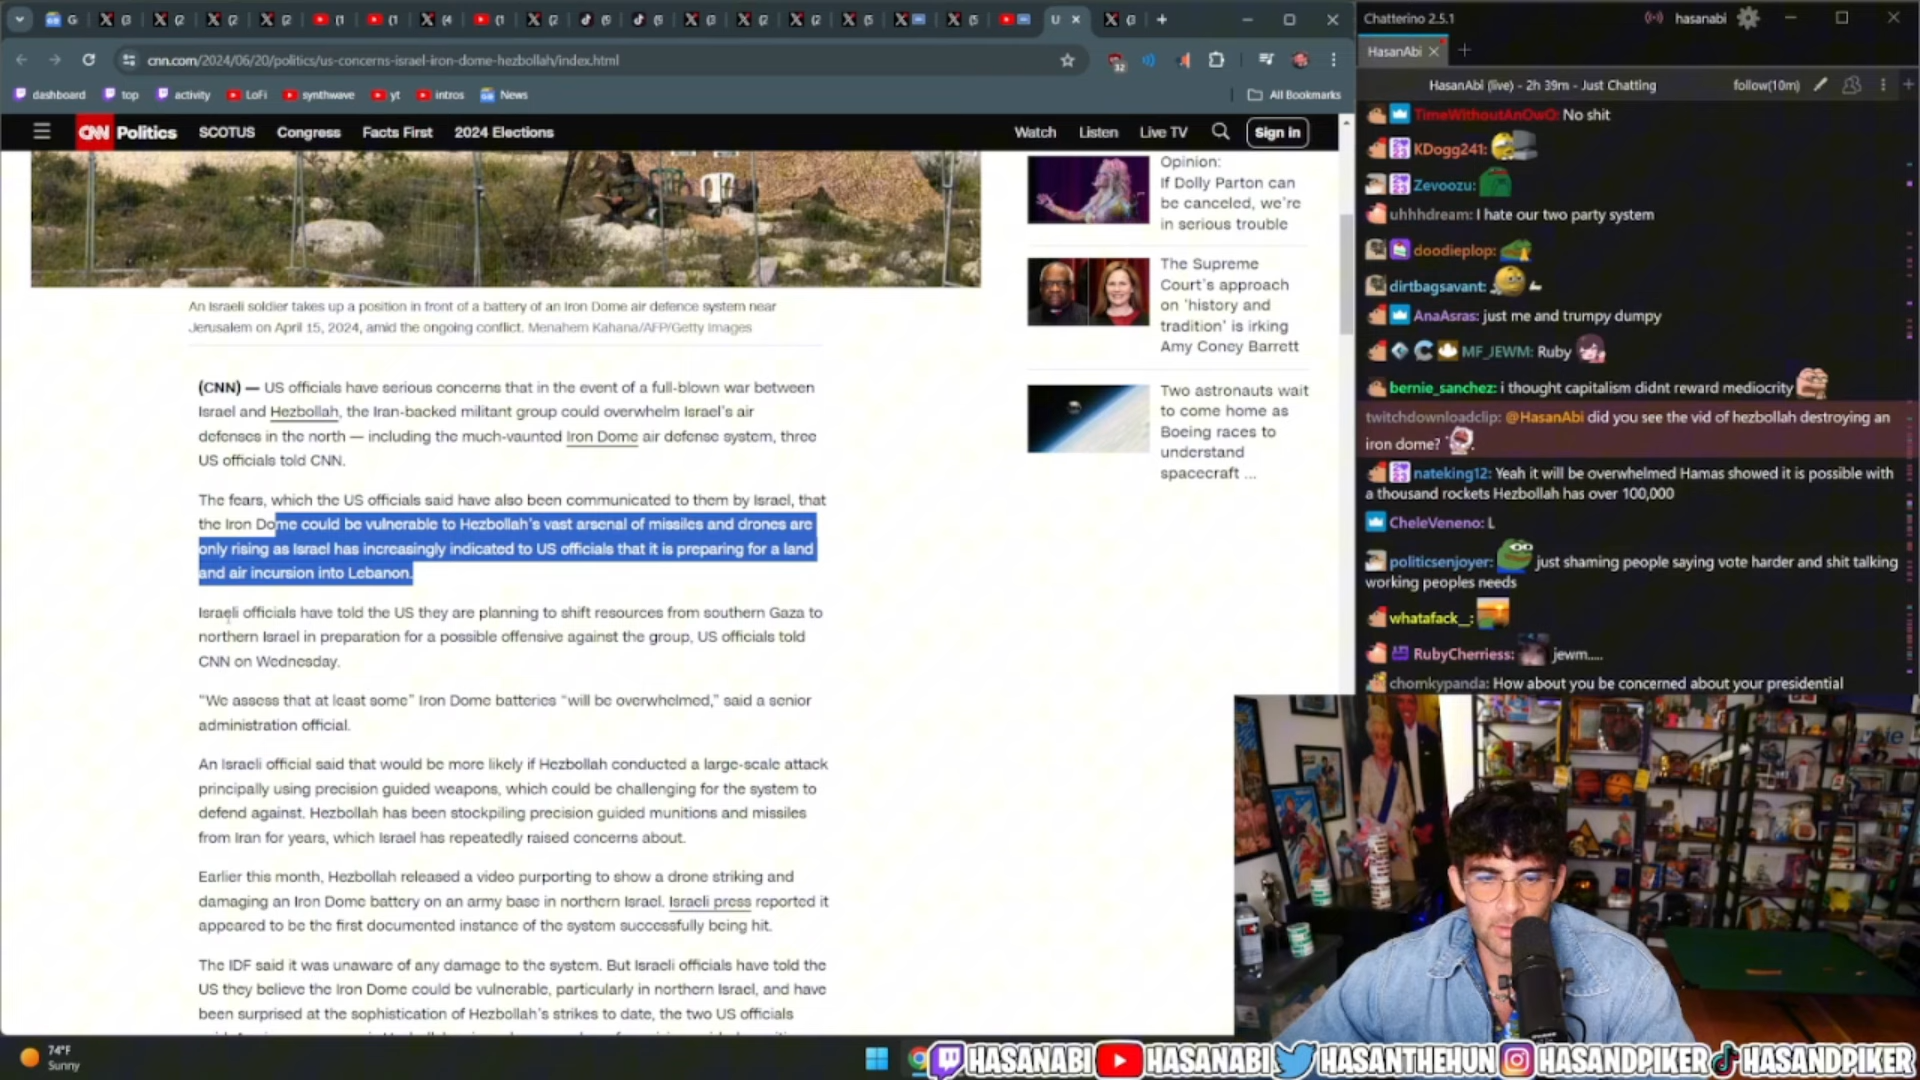 Chatterino 2.5.1
hasanabi
HasanAbi
cnn.com/2024/06/20/politics/us-concerns-israel-iron-dome-hezbollah/index.html
32
dashboard top activity LoFi synthwave yt intros News All Bookmarks
HasanAbi (live) - 2h 39m - Just Chatting follow(10m)
CNN Politics SCOTUS Congress Facts First 2024 Elections Watch Listen Live TV Sign in
Opinion:
If Dolly Parton can
be canceled, we're
in serious trouble
The Supreme
Court's approach
on 'history and
tradition' is irking
Amy Coney Barrett
Two astronauts wait
to come home as
Boeing races to
understand
spacecraft ...
An Israeli soldier takes up a position in front of a battery of an Iron Dome air defence system near
Jerusalem on April 15, 2024, amid the ongoing conflict. Menahem Kahana/AFP/Getty Images
(CNN) — US officials have serious concerns that in the event of a full-blown war between
Israel and Hezbollah, the Iran-backed militant group could overwhelm Israel's air
defenses in the north — including the much-vaunted Iron Dome air defense system, three
US officials told CNN.
The fears, which the US officials said have also been communicated to them by Israel, that
the Iron Dome could be vulnerable to Hezbollah's vast arsenal of missiles and drones are
only rising as Israel has increasingly indicated to US officials that it is preparing for a land
and air incursion into Lebanon.
Israeli officials have told the US they are planning to shift resources from southern Gaza to
northern Israel in preparation for a possible offensive against the group, US officials told
CNN on Wednesday.
"We assess that at least some" Iron Dome batteries "will be overwhelmed," said a senior
administration official.
An Israeli official said that would be more likely if Hezbollah conducted a large-scale attack
principally using precision guided weapons, which could be challenging for the system to
defend against. Hezbollah has been stockpiling precision guided munitions and missiles
from Iran for years, which Israel has repeatedly raised concerns about.
Earlier this month, Hezbollah released a video purporting to show a drone striking and
damaging an Iron Dome battery on an army base in northern Israel. Israeli press reported it
appeared to be the first documented instance of the system successfully being hit.
The IDF said it was unaware of any damage to the system. But Israeli officials have told the
US they believe the Iron Dome could be vulnerable, particularly in northern Israel, and have
been surprised at the sophistication of Hezbollah's strikes to date, the two US officials
TimeWithoutAnOwO: No shit
KDogg241:
Zevoozu:
uhhhdream: I hate our two party system
doodieplop:
dirtbagsavant:
AnaAsras: just me and trumpy dumpy
MF_JEWM: Ruby
bernie_sanchez: i thought capitalism didnt reward mediocrity
twitchdownloadclip: @HasanAbi did you see the vid of hezbollah destroying an
iron dome?
nateking12: Yeah it will be overwhelmed Hamas showed it is possible with
a thousand rockets Hezbollah has over 100,000
CheleVeneno: L
politicsenjoyer: just shaming people saying vote harder and shit talking
working peoples needs
whatafack__:
RubyCherriess: jewm.....
chomkypanda: How about you be concerned about your presidential
74°F
Sunny
HASANABI HASANABI HASANTHEHUN HASANDPIKER HASANDPIKER